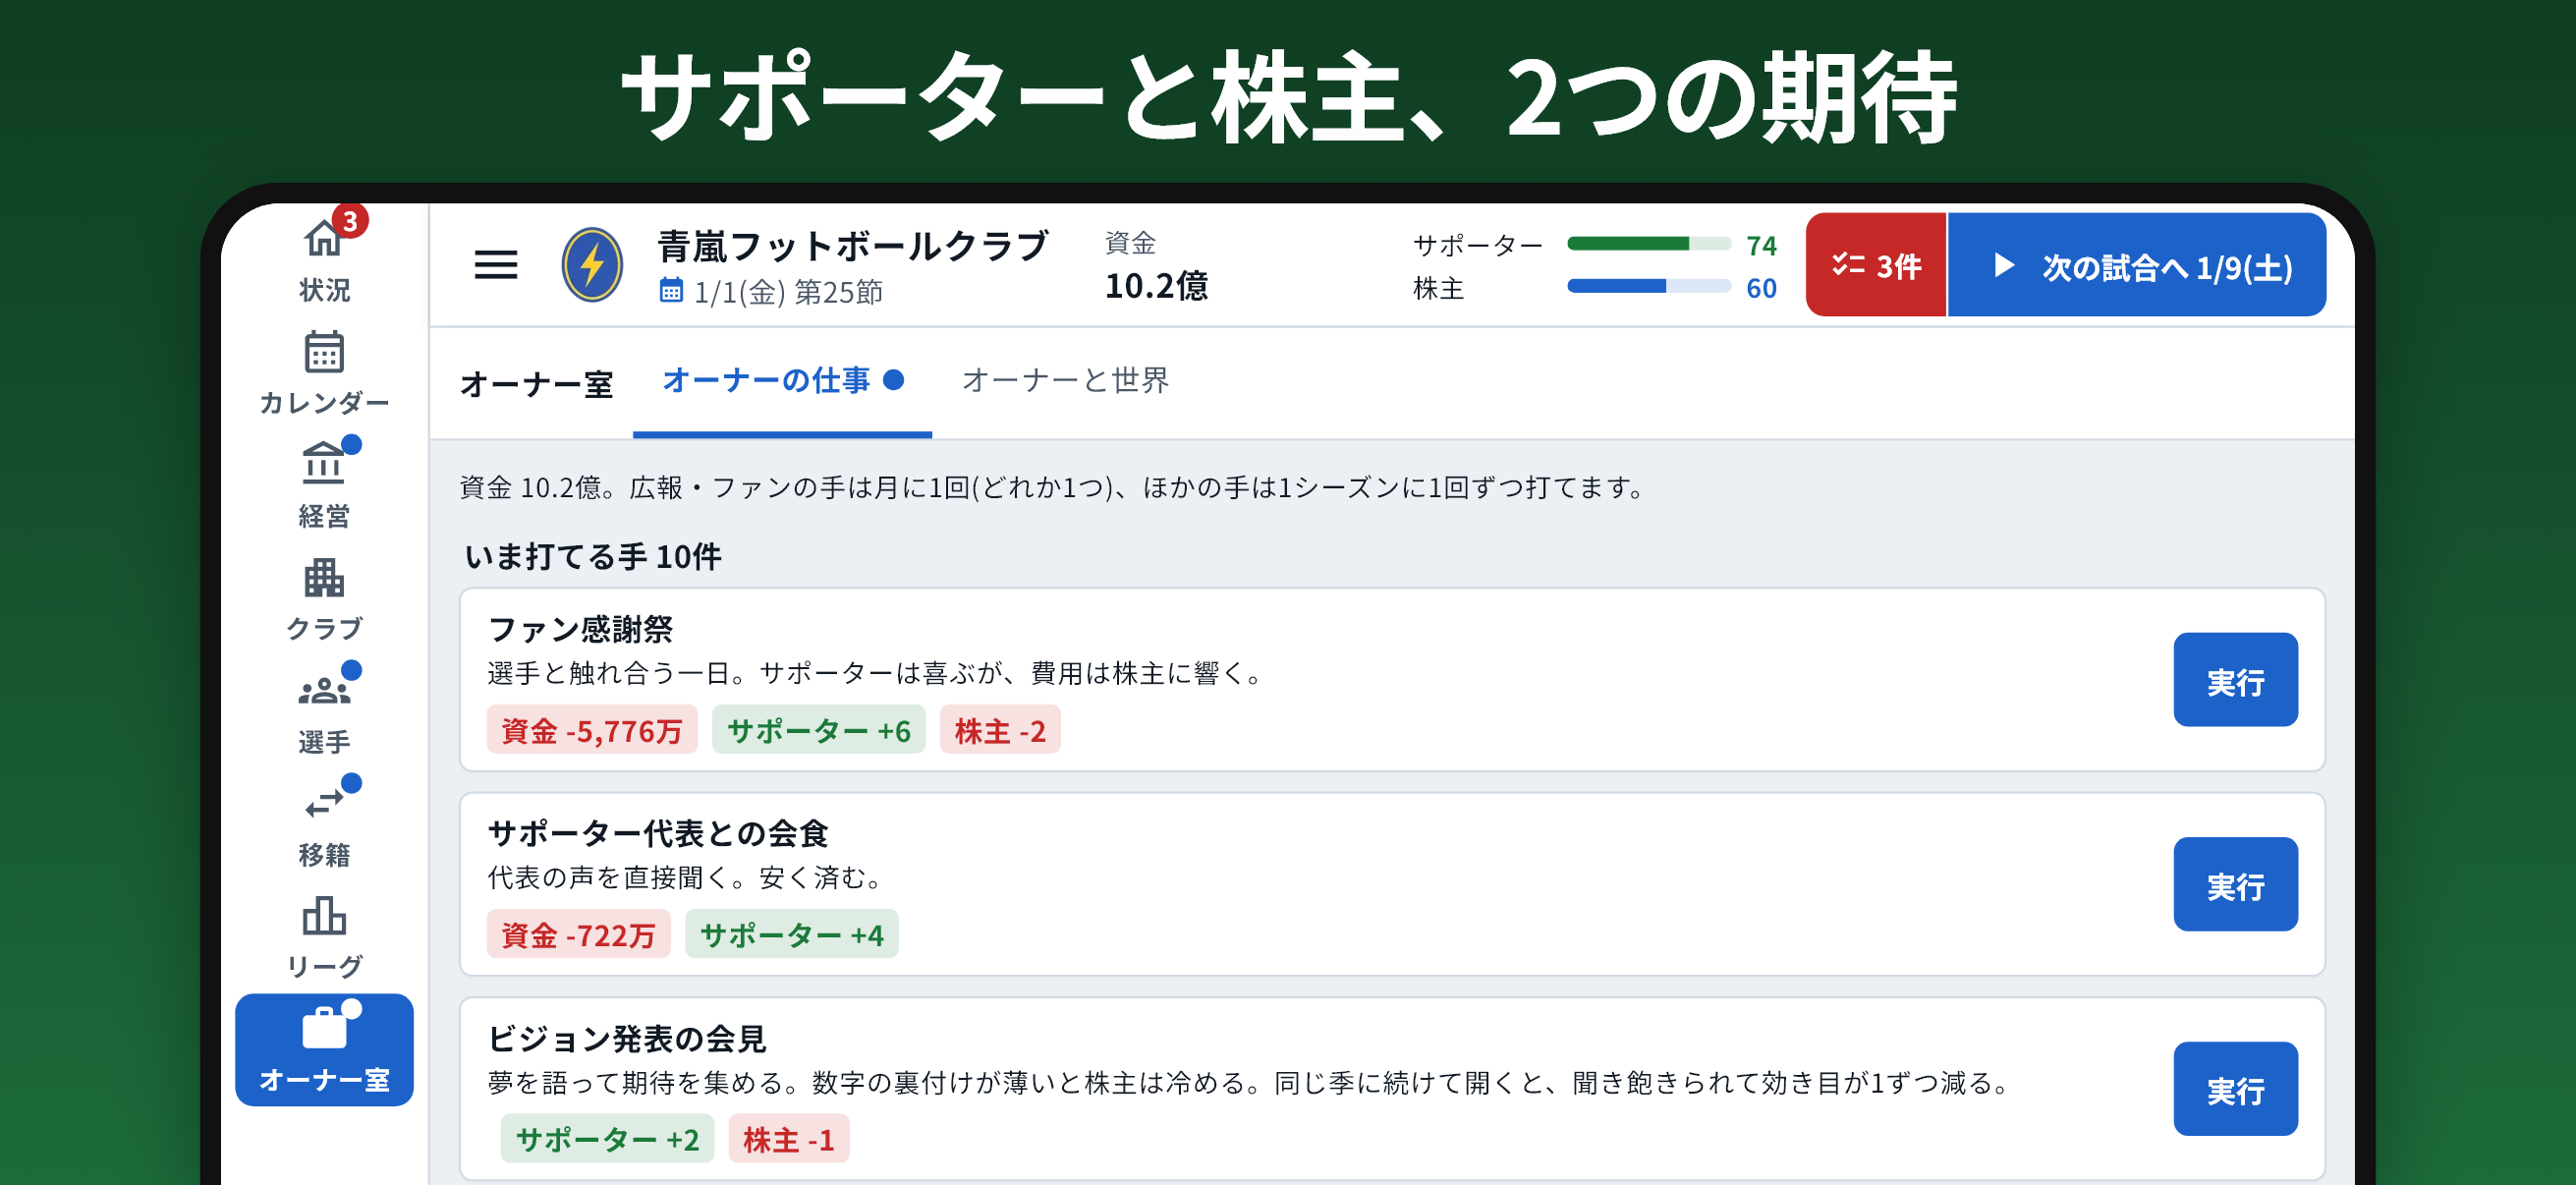 サポーターと株主、2つの期待
3
状況
カレンダー
経営
クラブ
選手
移籍
リーグ
オーナー室
青嵐フットボールクラブ
1/1(金) 第25節
資金
10.2億
サポーター 74
株主 60
3件
次の試合へ 1/9(土)
オーナー室 オーナーの仕事 オーナーと世界
資金 10.2億。広報・ファンの手は月に1回(どれか1つ)、ほかの手は1シーズンに1回ずつ打てます。
いま打てる手 10件
ファン感謝祭
選手と触れ合う一日。サポーターは喜ぶが、費用は株主に響く。
資金 -5,776万 サポーター +6 株主 -2
実行
サポーター代表との会食
代表の声を直接聞く。安く済む。
資金 -722万 サポーター +4
実行
ビジョン発表の会見
夢を語って期待を集める。数字の裏付けが薄いと株主は冷める。同じ季に続けて開くと、聞き飽きられて効き目が1ずつ減る。
サポーター +2 株主 -1
実行